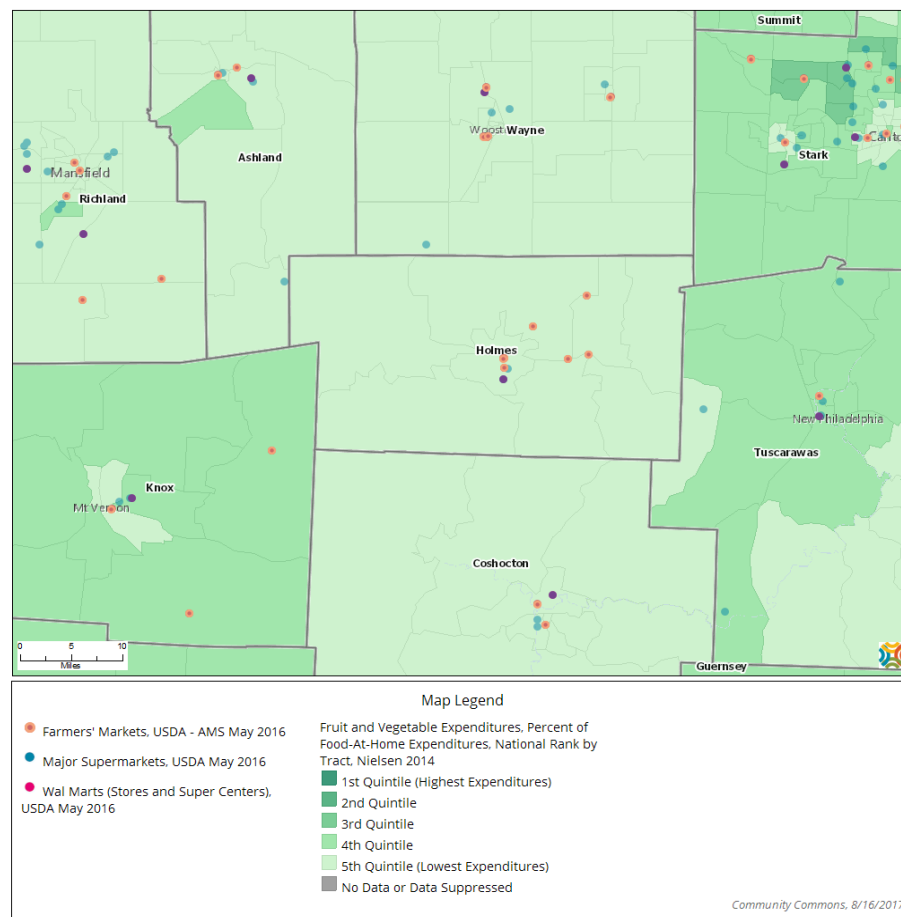 Summit
Wooster
Wayne
Canto
Ashland
Stark
Mansfield
Richland
Holmes
New Philadelphia
Tuscarawas
Knox
Mt Vernon
Coshocton
0 5 10
Miles
Guernsey
Map Legend
Farmers' Markets, USDA - AMS May 2016
Major Supermarkets, USDA May 2016
Wal Marts (Stores and Super Centers),
USDA May 2016
Fruit and Vegetable Expenditures, Percent of
Food-At-Home Expenditures, National Rank by
Tract, Nielsen 2014
1st Quintile (Highest Expenditures)
2nd Quintile
3rd Quintile
4th Quintile
5th Quintile (Lowest Expenditures)
No Data or Data Suppressed
Community Commons, 8/16/2017